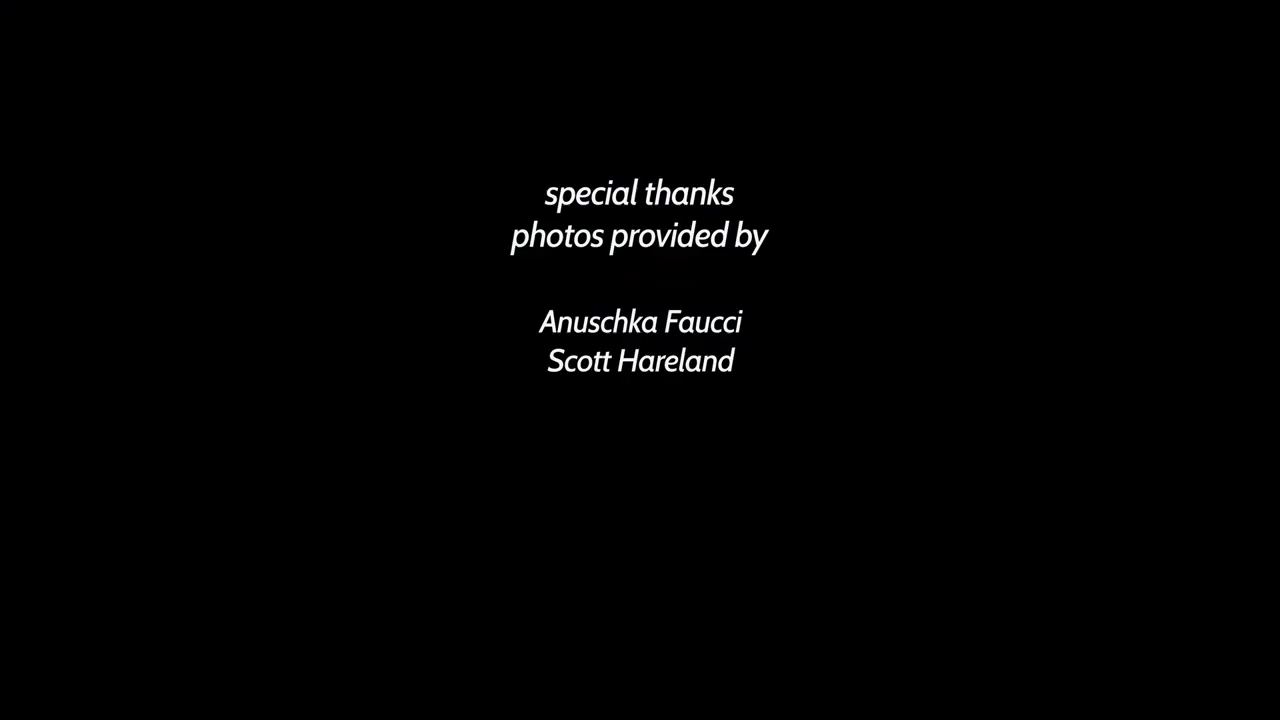 special thanks
photos provided by
Anuschka Faucci
Scott Hareland